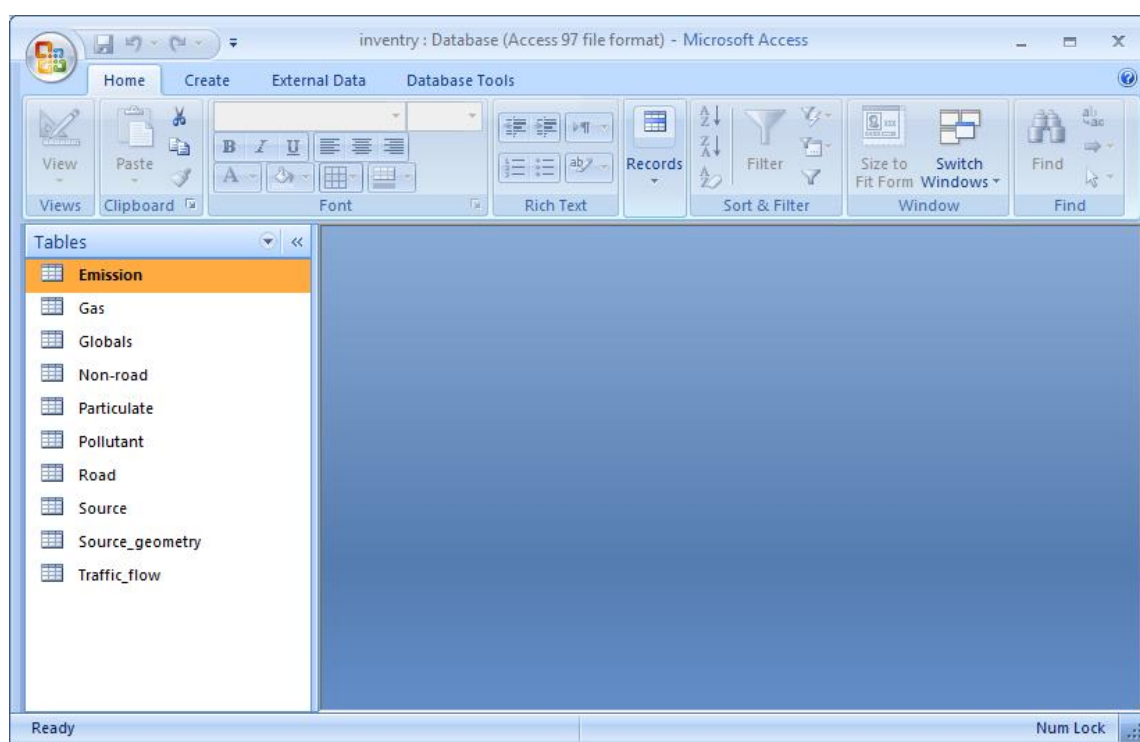 inventry : Database (Access 97 file format) - Microsoft Access
Home Create External Data Database Tools
View Paste B I U A Records Filter Size to Fit Form Switch Windows Find
Views Clipboard Font Rich Text Sort & Filter Window Find
Tables
Emission
Gas
Globals
Non-road
Particulate
Pollutant
Road
Source
Source_geometry
Traffic_flow
Ready Num Lock